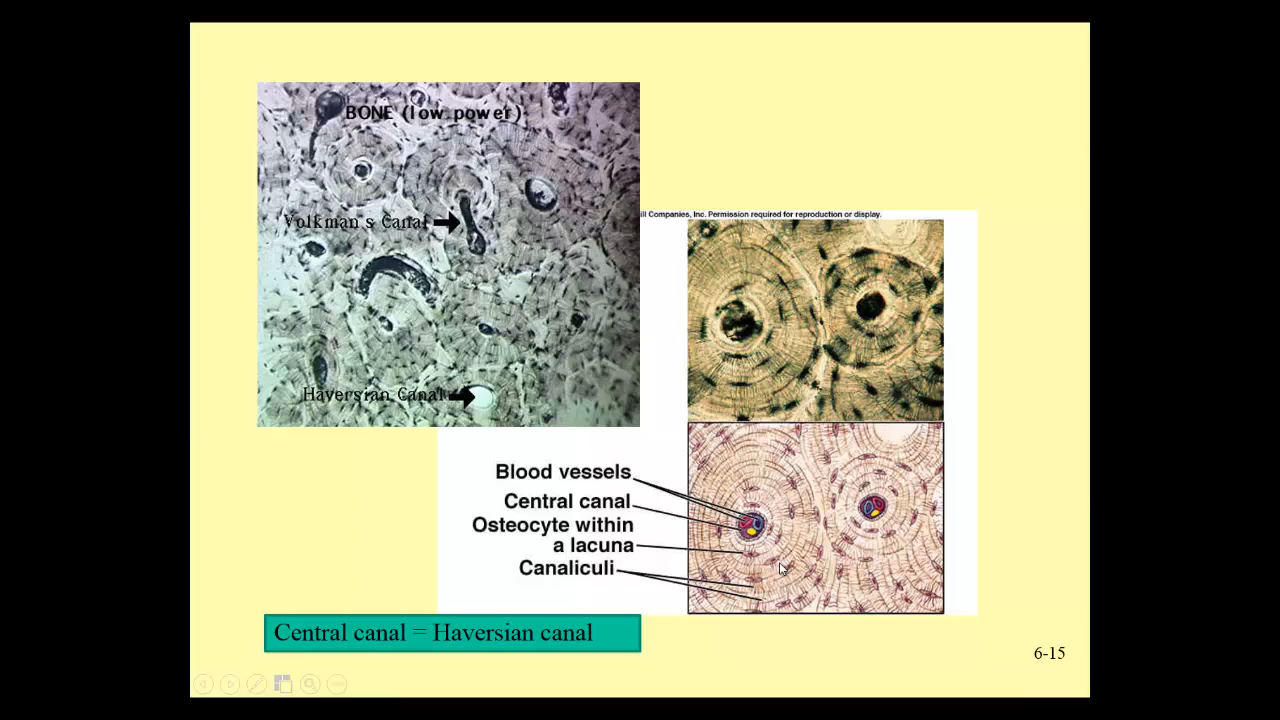 BONE (low power)
Volkman s Canal
Haversian Canal
ill Companies, Inc. Permission required for reproduction or display.
Blood vessels
Central canal
Osteocyte within
a lacuna
Canaliculi
Central canal = Haversian canal
6-15